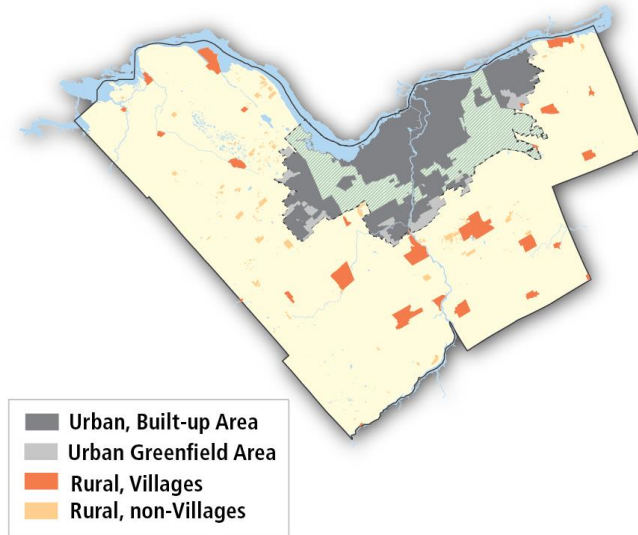 Urban, Built-up Area
Urban Greenfield Area
Rural, Villages
Rural, non-Villages